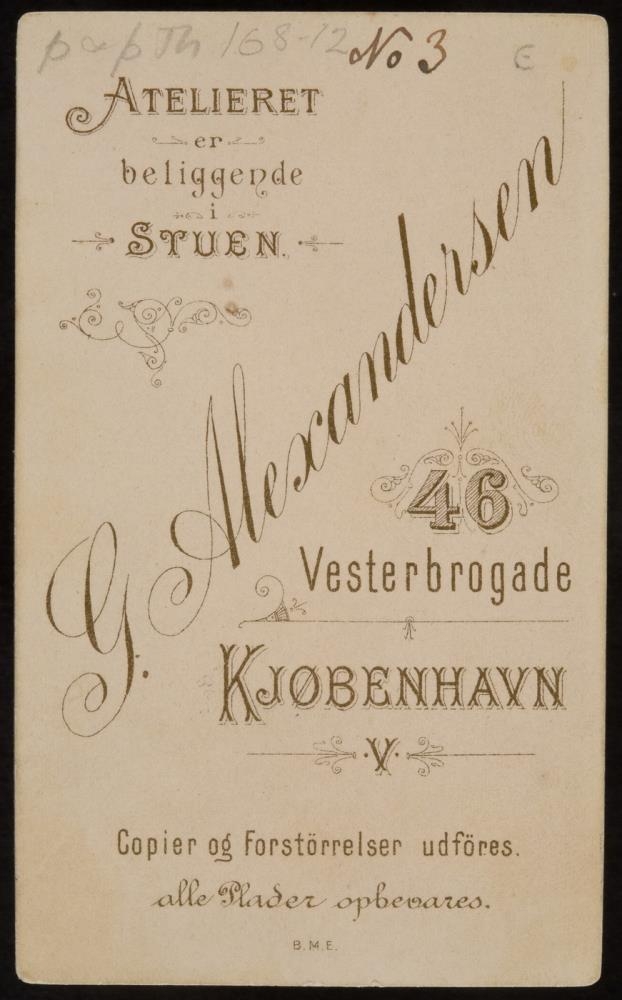 168-12 No 3 E
ATELIERET
er
beliggende
i
STUEN.
G. Alexandersen
46
Vesterbrogade
KJØBENHAVN
V.
Copier og Forstörrelser udföres.
alle Plader opbevares.
B.M.E.